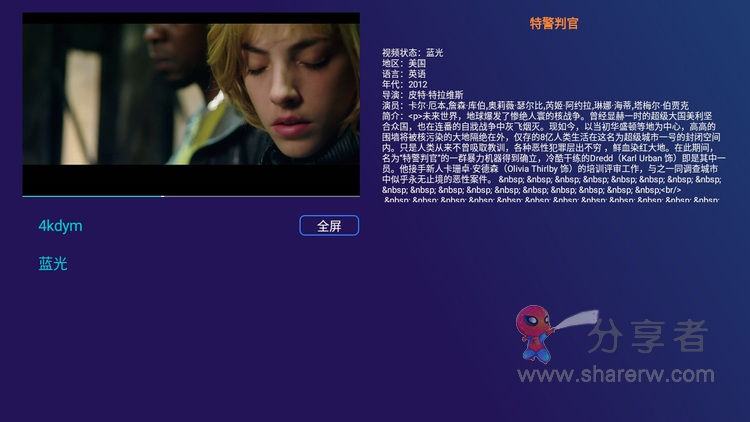 特警判官
视频状态：蓝光
地区：美国
语言：英语
年代：2012
导演：皮特·特拉维斯
演员：卡尔·厄本,詹森·库伯,奥莉薇·瑟尔比,芮姬·阿约拉,琳娜·海蒂,塔梅尔·伯贾克
简介：<p>未来世界，地球爆发了惨绝人寰的核战争。曾经显赫一时的超级大国美利坚
合众国，也在连番的自戕战争中灰飞烟灭。现如今，以当初华盛顿等地为中心，高高的
围墙将被核污染的大地隔绝在外，仅存的8亿人类生活在这名为超级城市一号的封闭空间
内。只是人类从来不曾吸取教训，各种恶性犯罪层出不穷 ，鲜血染红大地。在此期间，
名为“特警判官”的一群暴力机器得到确立，冷酷干练的Dredd（Karl Urban 饰）即是其中一
员。他接手新人卡珊卓·安德森（Olivia Thirlby 饰）的培训评审工作，与之一同调查城市
中似乎永无止境的恶性案件。 &nbsp; &nbsp; &nbsp; &nbsp; &nbsp; &nbsp; &nbsp;
&nbsp; &nbsp; &nbsp; &nbsp; &nbsp; &nbsp; &nbsp; &nbsp; &nbsp;<br/>
&nbsp; &nbsp; &nbsp; &nbsp; &nbsp; &nbsp; &nbsp; &nbsp; &nbsp; &nbsp; &nbsp;
4kdym
全屏
蓝光
分享者
www.sharerw.com